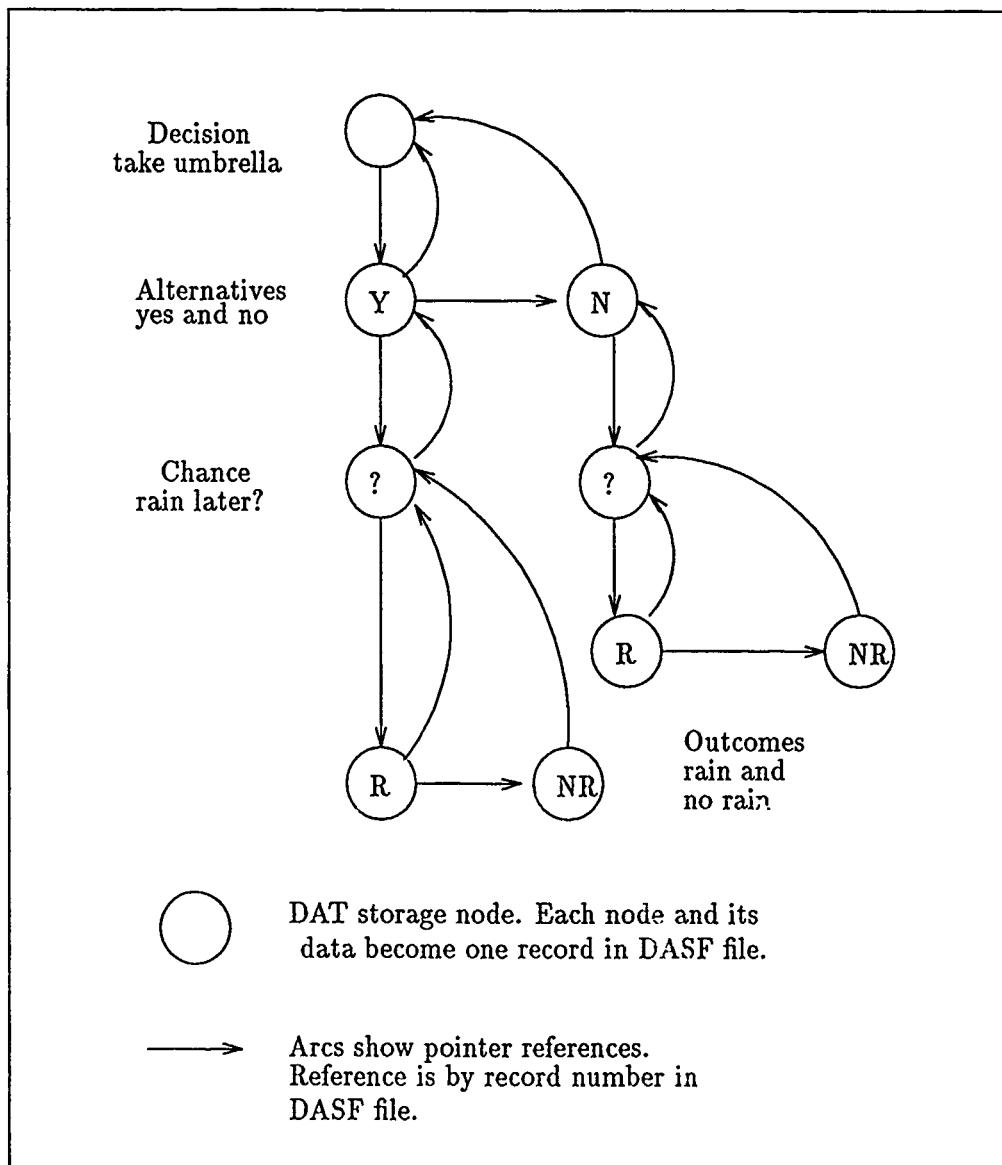 Decision
take umbrella
Alternatives
yes and no
Y
N
Chance
rain later?
?
?
R
NR
R
NR
Outcomes
rain and
no rain
DAT storage node. Each node and its
data become one record in DASF file.
Arcs show pointer references.
Reference is by record number in
DASF file.